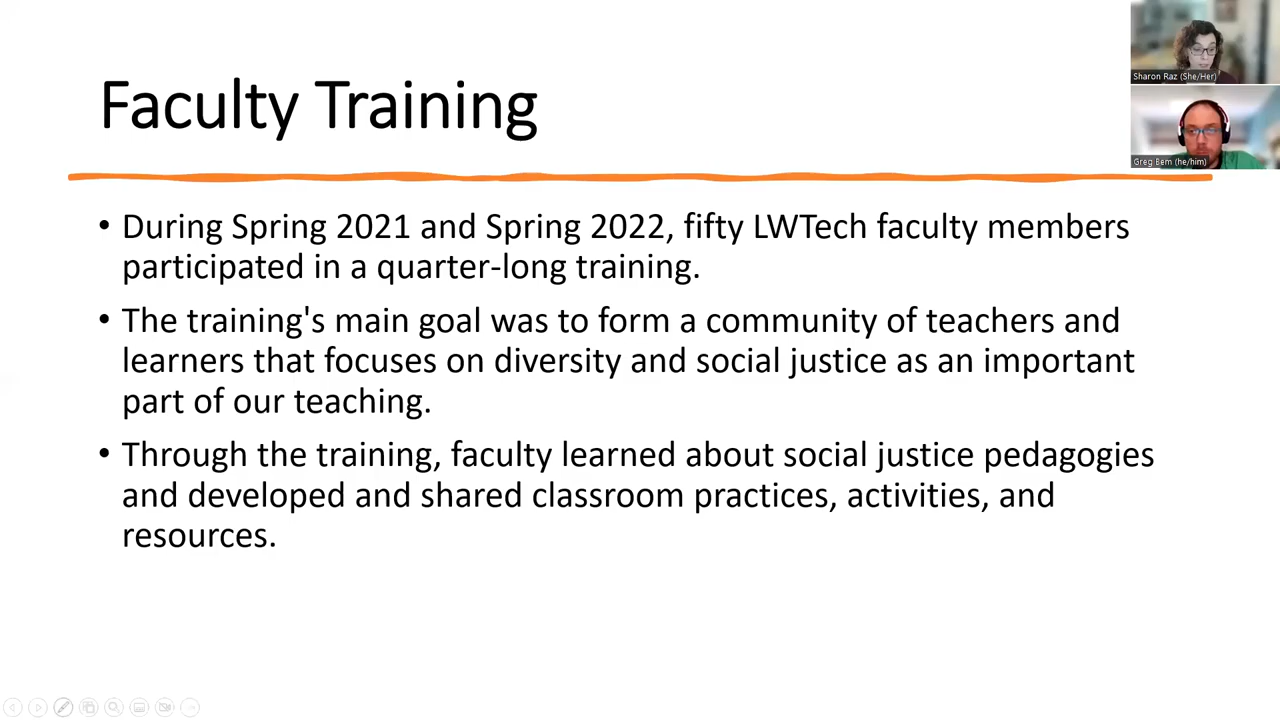 Faculty Training
Sharon Raz (She/Her)
Greg Bem (he/him)
• During Spring 2021 and Spring 2022, fifty LWTech faculty members
participated in a quarter-long training.
• The training's main goal was to form a community of teachers and
learners that focuses on diversity and social justice as an important
part of our teaching.
• Through the training, faculty learned about social justice pedagogies
and developed and shared classroom practices, activities, and
resources.